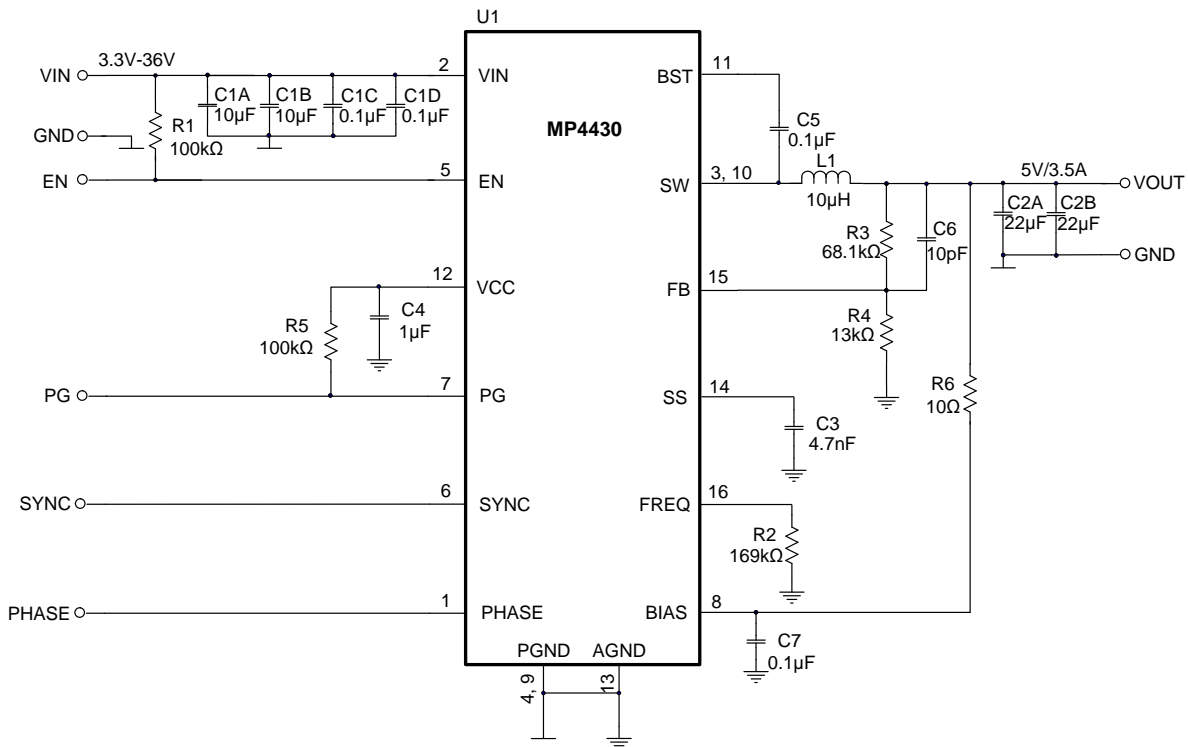 U1
3.3V-36V
VIN
2
VIN
BST
11
C1A
10µF
C1B
10µF
C1C
0.1µF
C1D
0.1µF
MP4430
C5
0.1µF
GND
R1
100kΩ
L1
10µH
EN
5
EN
SW
3, 10
5V/3.5A
VOUT
C2A
22µF
C2B
22µF
R3
68.1kΩ
C6
10pF
GND
12
VCC
FB
15
C4
1µF
R5
100kΩ
R4
13kΩ
PG
7
PG
SS
14
R6
10Ω
C3
4.7nF
SYNC
6
SYNC
FREQ
16
R2
169kΩ
PHASE
1
PHASE
BIAS
8
C7
0.1µF
PGND
AGND
4, 9
13